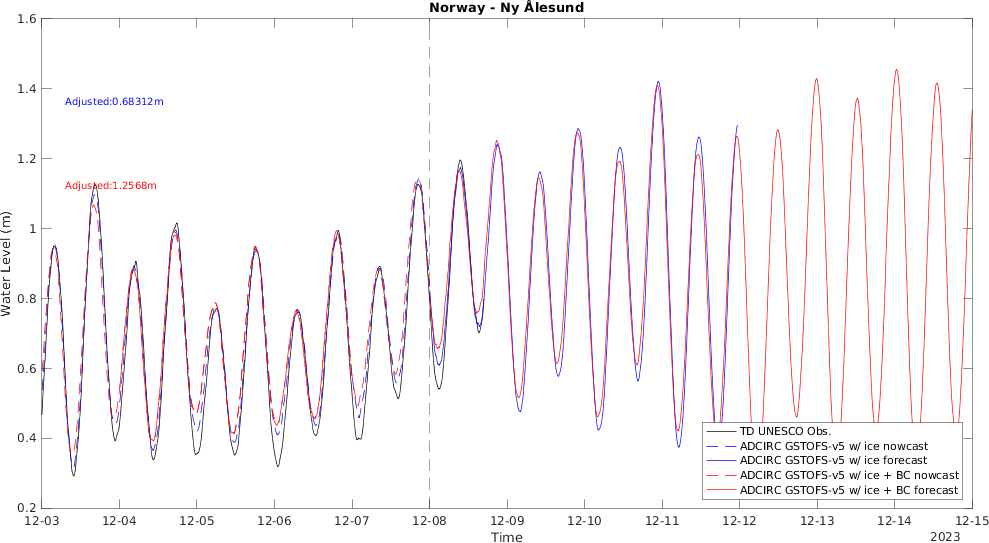 Norway - Ny Ålesund
1.6
1.4
1.2
1
0.8
0.6
0.4
0.2
Water Level (m)
Adjusted:0.68312m
Adjusted:1.2568m
TD UNESCO Obs.
ADCIRC GSTOFS-v5 w/ ice nowcast
ADCIRC GSTOFS-v5 w/ ice forecast
ADCIRC GSTOFS-v5 w/ ice + BC nowcast
ADCIRC GSTOFS-v5 w/ ice + BC forecast
12-03 12-04 12-05 12-06 12-07 12-08 12-09 12-10 12-11 12-12 12-13 12-14 12-15
Time
2023